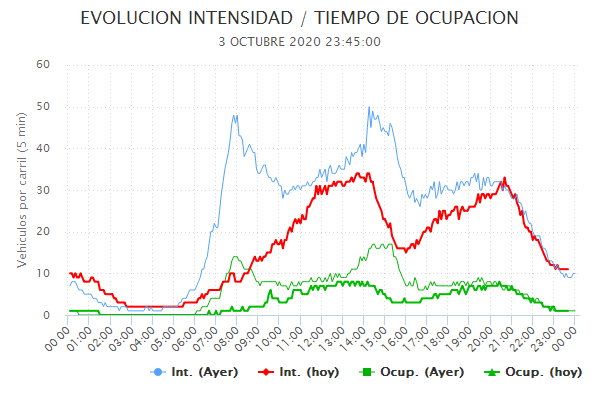 EVOLUCION INTENSIDAD / TIEMPO DE OCUPACION
3 OCTUBRE 2020 23:45:00
Vehículos por carril (5 min)
60
50
40
30
20
10
0
00:00 01:00 02:00 03:00 04:00 05:00 06:00 07:00 08:00 09:00 10:00 11:00 12:00 13:00 14:00 15:00 16:00 17:00 18:00 19:00 20:00 21:00 22:00 23:00 00:00
Int. (Ayer) Int. (hoy) Ocup. (Ayer) Ocup. (hoy)